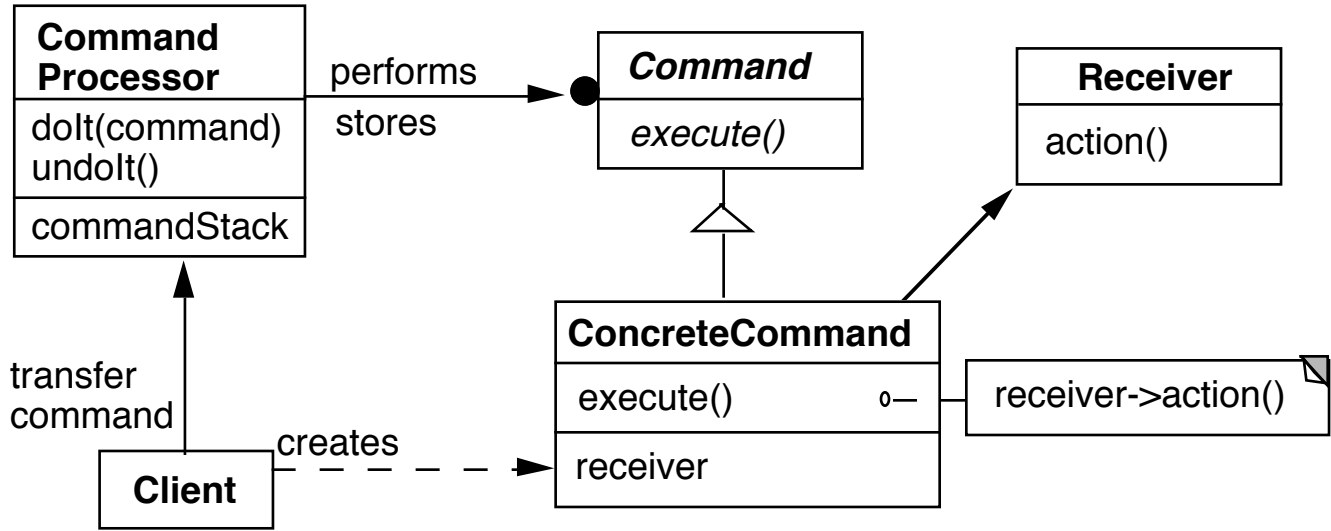 Command
Processor
doIt(command)
undoIt()
commandStack
performs
stores
Command
execute()
Receiver
action()
transfer
command
Client
creates
ConcreteCommand
execute()
receiver
receiver->action()